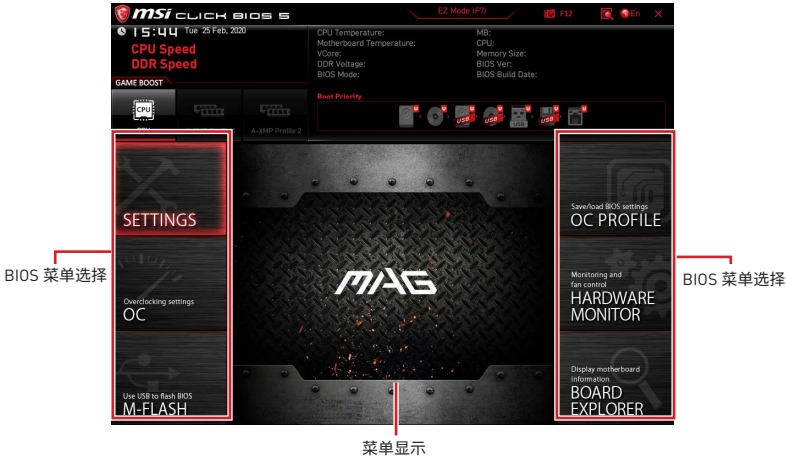 msi CLICK BIOS 5
EZ Mode (F7)
F12
En
15:44 Tue 25 Feb, 2020
CPU Speed
DDR Speed
CPU Temperature:
Motherboard Temperature:
VCore:
DDR Voltage:
BIOS Mode:
MB:
CPU:
Memory Size:
BIOS Ver:
BIOS Build Date:
GAME BOOST
CPU
A-XMP Profile 2
Boot Priority
USB
USB
USB
USB
SETTINGS
Overclocking settings
OC
Use USB to flash BIOS
M-FLASH
MAG
Save/load BIOS settings
OC PROFILE
Monitoring and
fan control
HARDWARE
MONITOR
Display motherboard
information
BOARD
EXPLORER
BIOS 菜单选择
BIOS 菜单选择
菜单显示